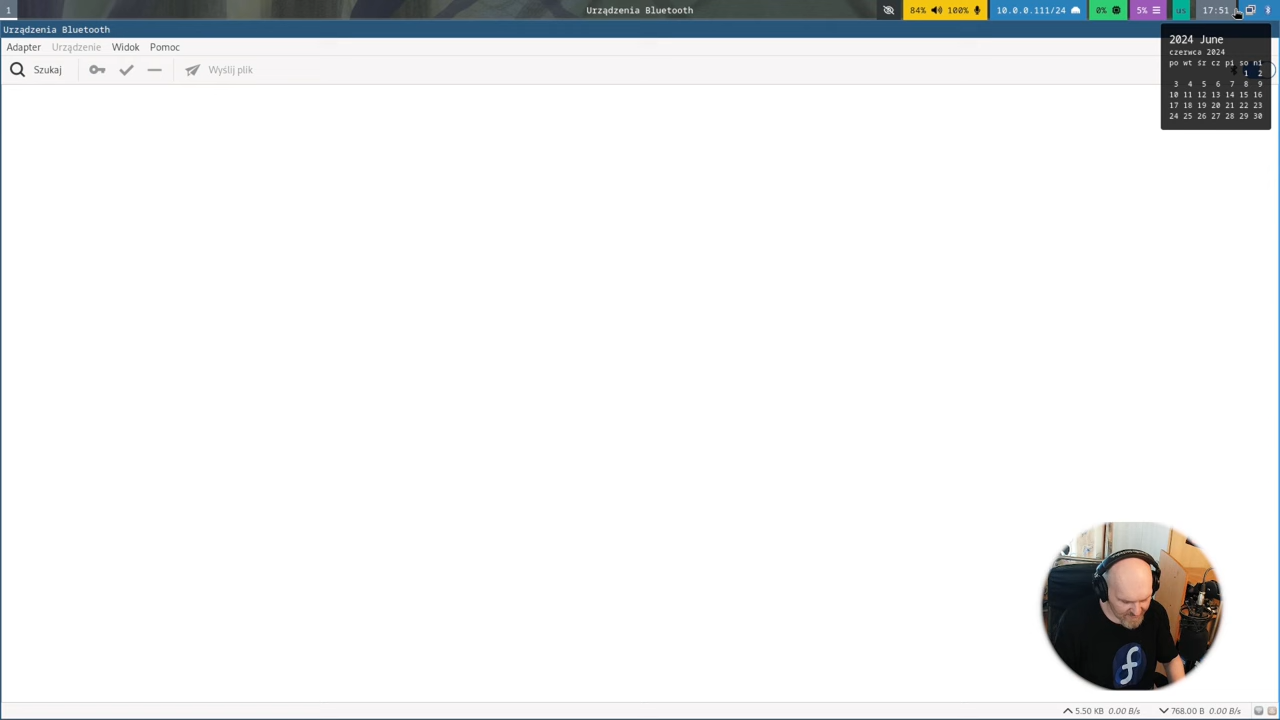 1
Urządzenia Bluetooth
84% 100%
10.0.0.111/24
0%
5%
us
17:51
Urządzenia Bluetooth
Adapter Urządzenie Widok Pomoc
Szukaj
Wyślij plik
2024 June
czerwca 2024
po wt śr cz pi so ni
1 2
3 4 5 6 7 8 9
10 11 12 13 14 15 16
17 18 19 20 21 22 23
24 25 26 27 28 29 30
5.50 KB 0.00 B/s
768.00 B 0.00 B/s